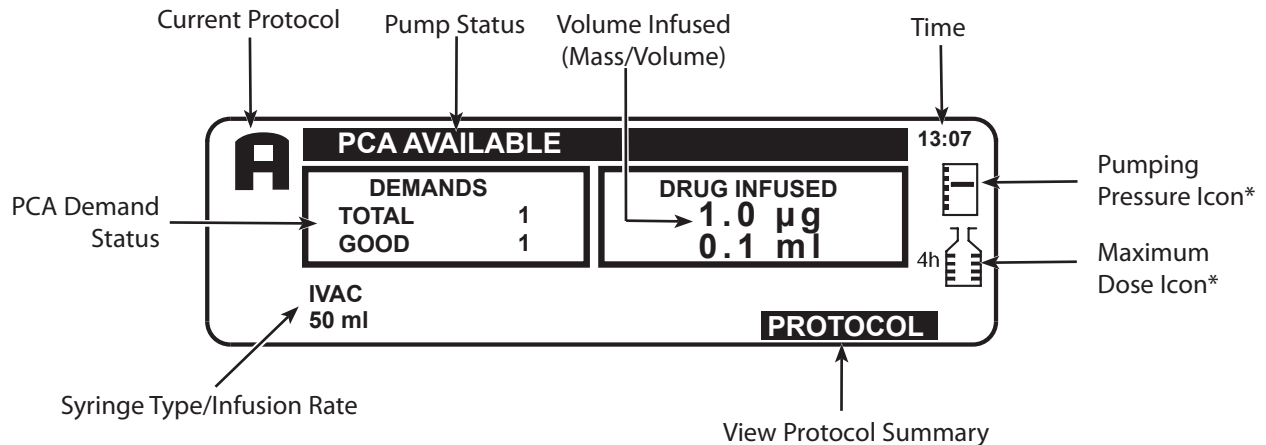 Current Protocol
Pump Status
Volume Infused
(Mass/Volume)
Time
A
PCA AVAILABLE
13:07
DEMANDS
TOTAL 1
GOOD 1
DRUG INFUSED
1.0 µg
0.1 ml
PCA Demand
Status
Pumping
Pressure Icon*
4h
Maximum
Dose Icon*
IVAC
50 ml
PROTOCOL
Syringe Type/Infusion Rate
View Protocol Summary